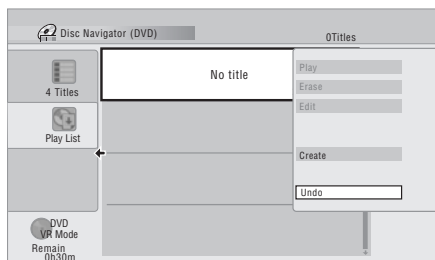 Disc Navigator (DVD)
0Titles
4 Titles
Play List
DVD
VR Mode
Remain
0h30m
No title
Play
Erase
Edit
Create
Undo